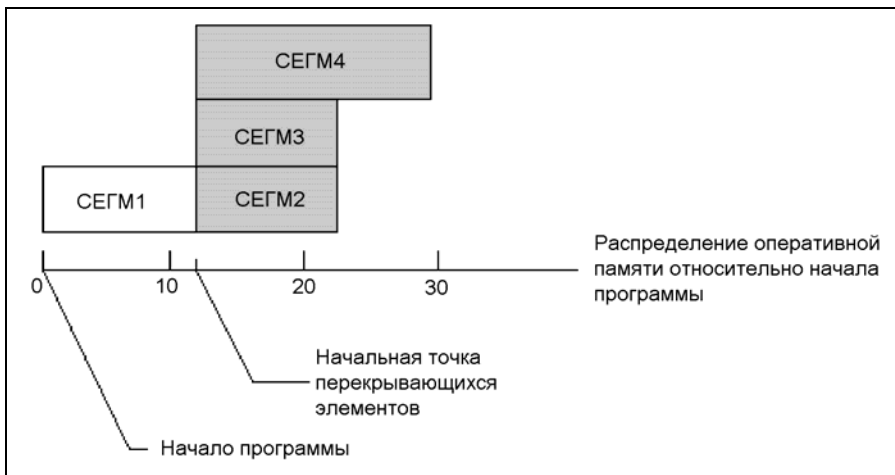 СЕГМ4
СЕГМ3
СЕГМ1
СЕГМ2
Распределение оперативной
памяти относительно начала
программы
0
10
20
30
Начальная точка
перекрывающихся
элементов
Начало программы